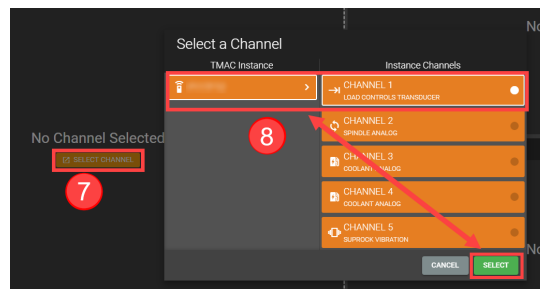 No
Select a Channel
TMAC Instance
Instance Channels
CHANNEL 1
LOAD CONTROLS TRANSDUCER
8
CHANNEL 2
SPINDLE ANALOG
No Channel Selected
SELECT CHANNEL
CHANNEL 3
COOLANT ANALOG
7
CHANNEL 4
COOLANT ANALOG
CHANNEL 5
SUPROCK VIBRATION
No
CANCEL
SELECT